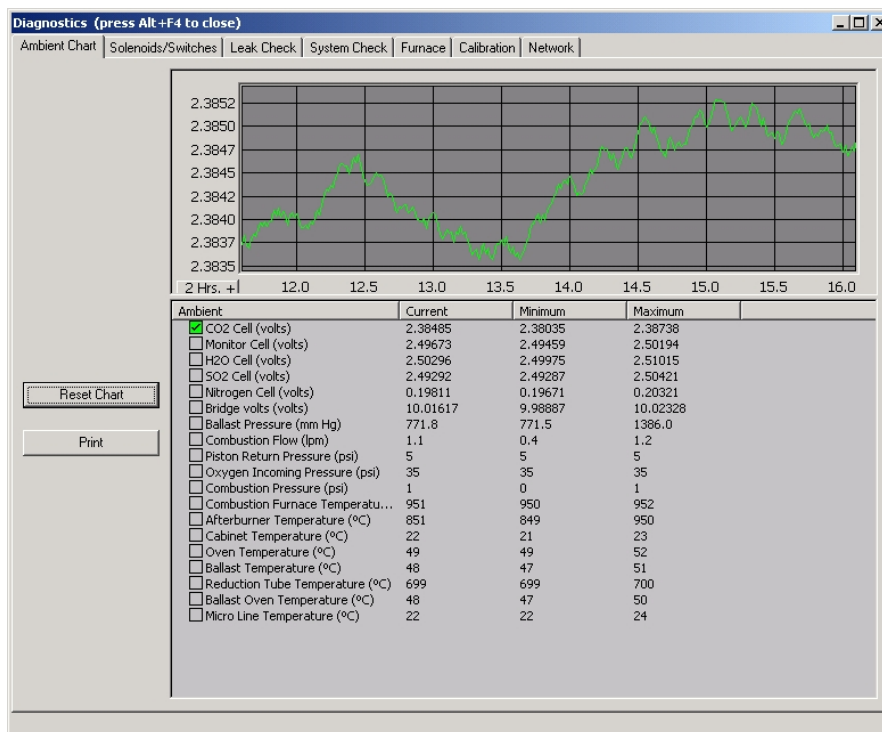 Diagnostics (press Alt+F4 to close)
Ambient Chart Solenoids/Switches Leak Check System Check Furnace Calibration Network
2.3852
2.3850
2.3847
2.3845
2.3842
2.3840
2.3837
2.3835
2 Hrs. + 12.0 12.5 13.0 13.5 14.0 14.5 15.0 15.5 16.0
Reset Chart
Print
Ambient Current Minimum Maximum
CO2 Cell (volts) 2.38485 2.38035 2.38738
Monitor Cell (volts) 2.49673 2.49459 2.50194
H2O Cell (volts) 2.50296 2.49975 2.51015
SO2 Cell (volts) 2.49292 2.49287 2.50421
Nitrogen Cell (volts) 0.19811 0.19671 0.20321
Bridge volts (volts) 10.01617 9.98887 10.02328
Ballast Pressure (mm Hg) 771.8 771.5 1386.0
Combustion Flow (lpm) 1.1 0.4 1.2
Piston Return Pressure (psi) 5 5 5
Oxygen Incoming Pressure (psi) 35 35 35
Combustion Pressure (psi) 1 0 1
Combustion Furnace Temperatu... 951 950 952
Afterburner Temperature (ºC) 851 849 950
Cabinet Temperature (ºC) 22 21 23
Oven Temperature (ºC) 49 49 52
Ballast Temperature (ºC) 48 47 51
Reduction Tube Temperature (ºC) 699 699 700
Ballast Oven Temperature (ºC) 48 47 50
Micro Line Temperature (ºC) 22 22 24